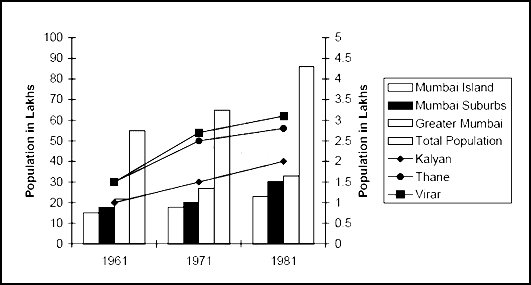 Population in Lakhs
100
90
80
70
60
50
40
30
20
10
0
1961 1971 1981
5
4.5
4
3.5
3
2.5
2
1.5
1
0.5
0
Population in Lakhs
Mumbai Island
Mumbai Suburbs
Greater Mumbai
Total Population
Kalyan
Thane
Virar